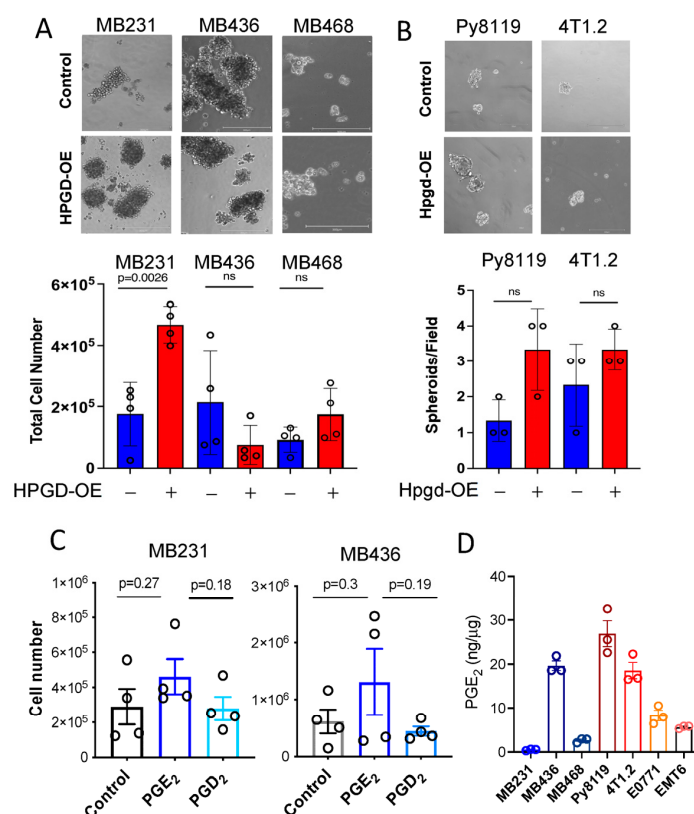 A
MB231 MB436 MB468
Control
HPGD-OE
MB231 MB436 MB468
p=0.0026 ns ns
Total Cell Number
6×10⁵
4×10⁵
2×10⁵
0
HPGD-OE − + − + − +
B
Py8119 4T1.2
Control
Hpgd-OE
Py8119 4T1.2
ns ns
Spheroids/Field
5
4
3
2
1
0
Hpgd-OE − + − +
C
MB231
p=0.27 p=0.18
Cell number
1×10⁶
8×10⁵
6×10⁵
4×10⁵
2×10⁵
0
Control PGE₂ PGD₂
MB436
p=0.3 p=0.19
3×10⁶
2×10⁶
1×10⁶
0
Control PGE₂ PGD₂
D
PGE₂ (ng/μg)
40
30
20
10
0
MB231 MB436 MB468 Py8119 4T1.2 E0771 EMT6